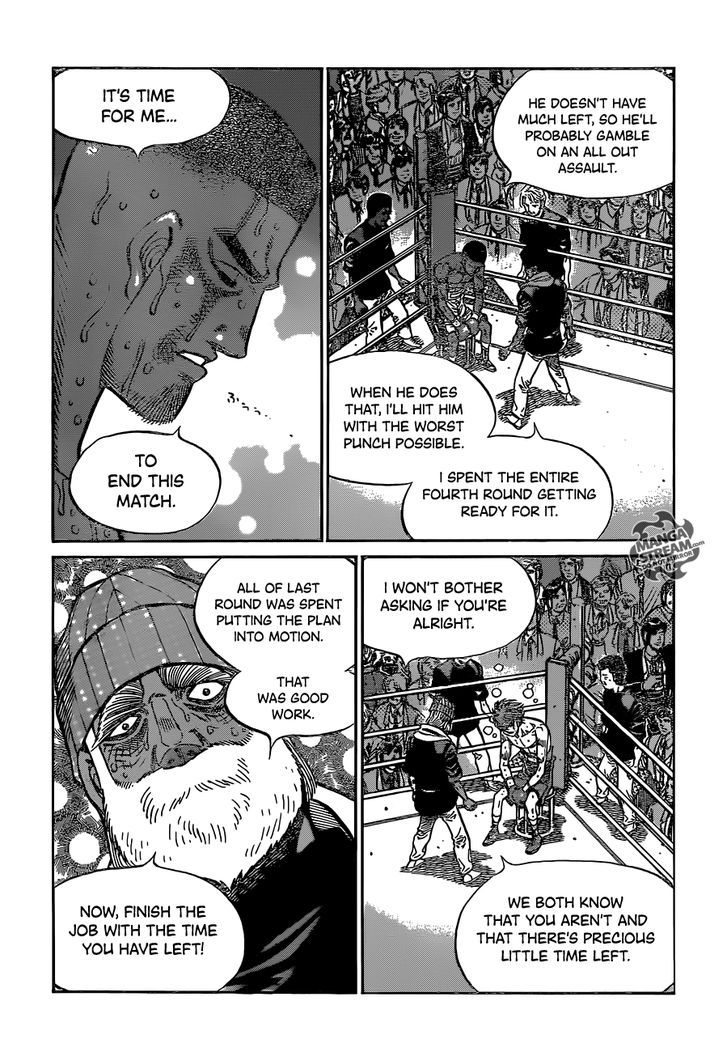 IT'S TIME
FOR ME...
TO
END THIS
MATCH.
HE DOESN'T HAVE
MUCH LEFT, SO HE'LL
PROBABLY GAMBLE
ON AN ALL OUT
ASSAULT.
WHEN HE DOES
THAT, I'LL HIT HIM
WITH THE WORST
PUNCH POSSIBLE.
I SPENT THE ENTIRE
FOURTH ROUND GETTING
READY FOR IT.
MANGA
STREAM.com
ALL OF LAST
ROUND WAS SPENT
PUTTING THE PLAN
INTO MOTION.
THAT
WAS GOOD
WORK.
NOW, FINISH THE
JOB WITH THE TIME
YOU HAVE LEFT!
I WON'T BOTHER
ASKING IF YOU'RE
ALRIGHT.
WE BOTH KNOW
THAT YOU AREN'T AND
THAT THERE'S PRECIOUS
LITTLE TIME LEFT.